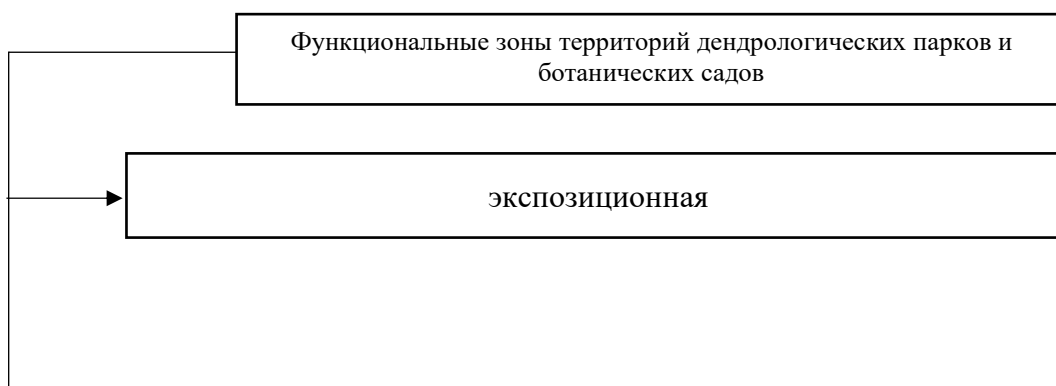 Функциональные зоны территорий дендрологических парков и
ботанических садов
экспозиционная